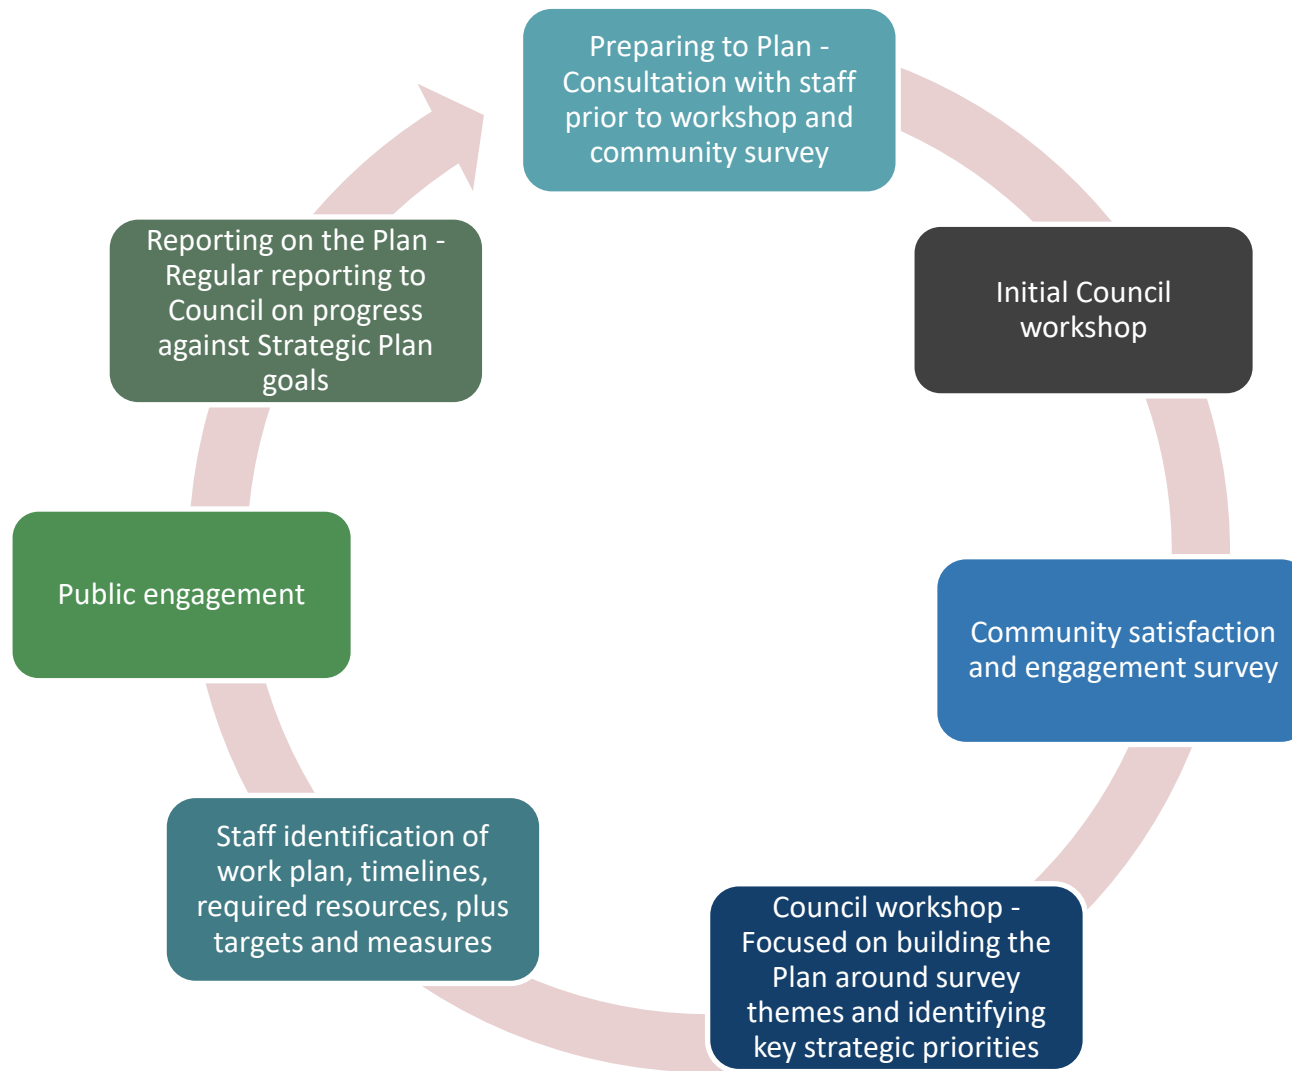 Preparing to Plan -
Consultation with staff
prior to workshop and
community survey
Initial Council
workshop
Community satisfaction
and engagement survey
Council workshop -
Focused on building the
Plan around survey
themes and identifying
key strategic priorities
Staff identification of
work plan, timelines,
required resources, plus
targets and measures
Public engagement
Reporting on the Plan -
Regular reporting to
Council on progress
against Strategic Plan
goals